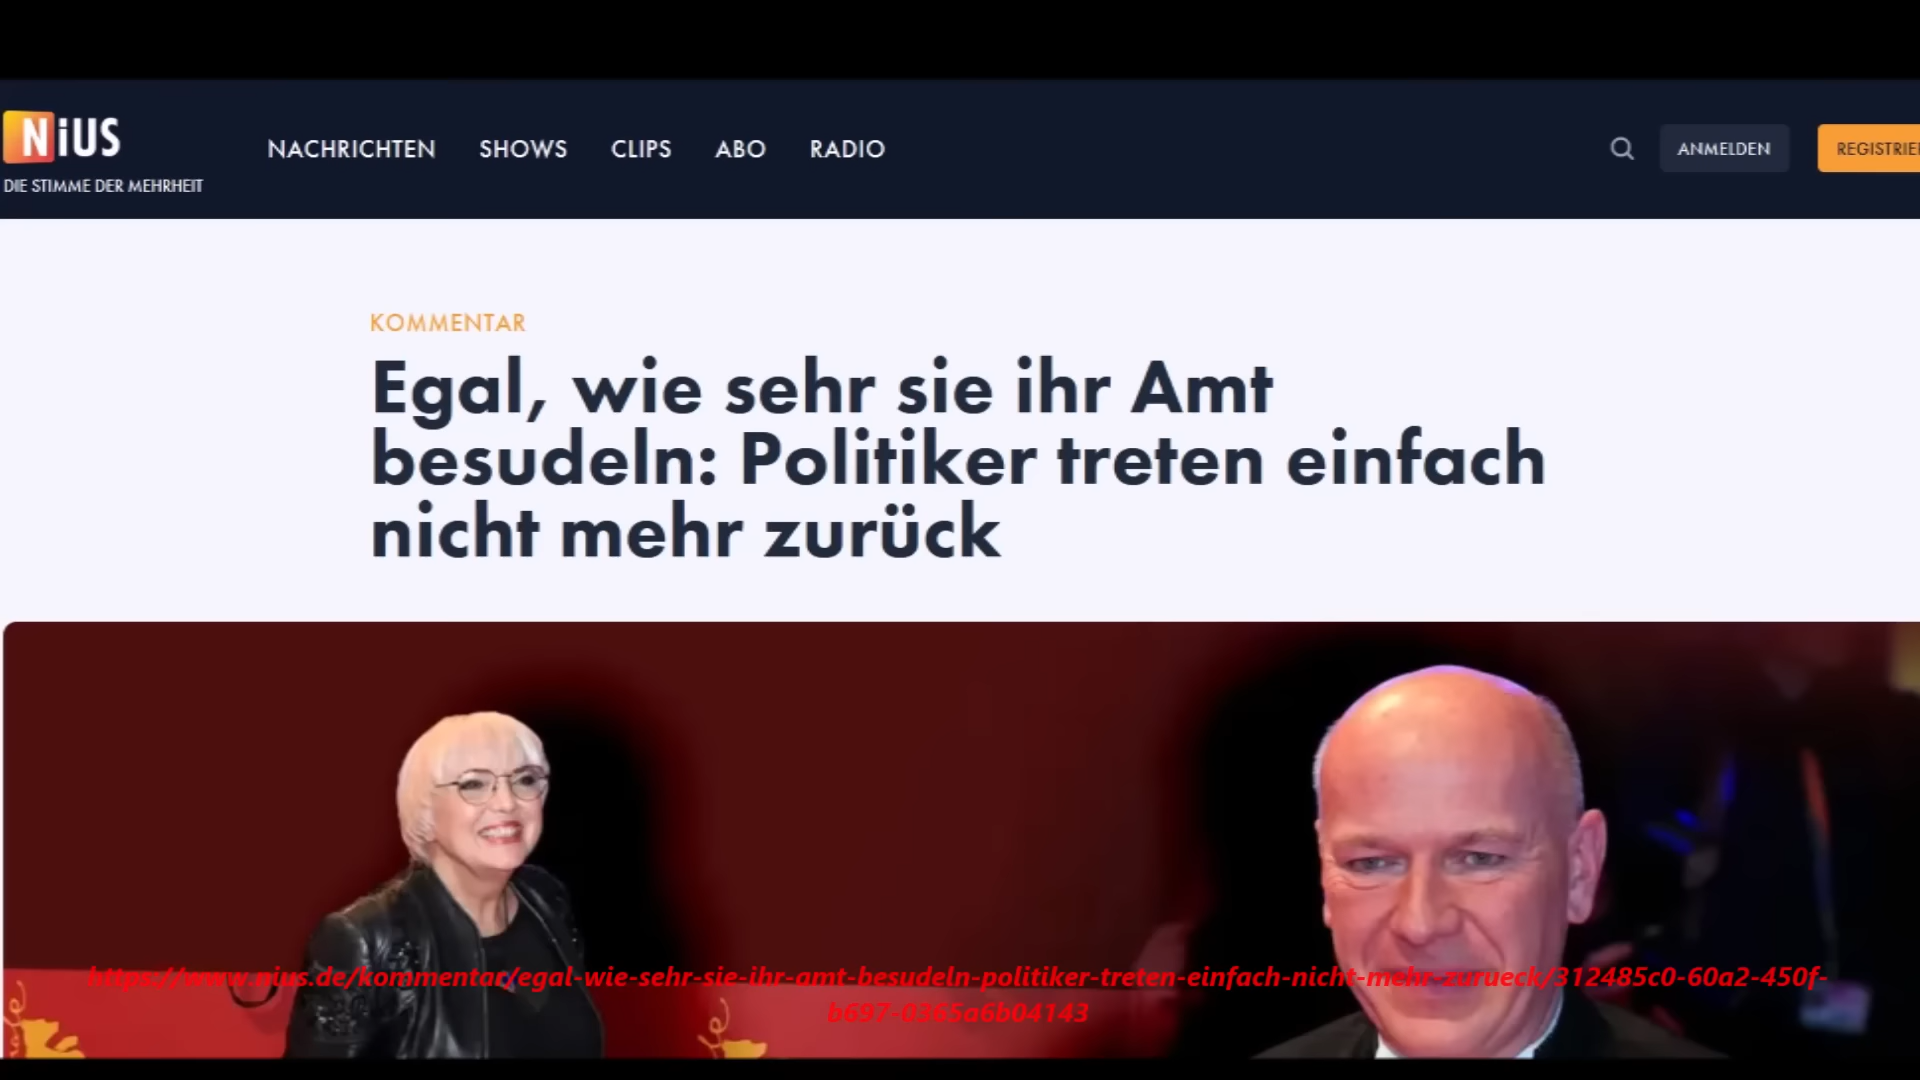 NiUS
DIE STIMME DER MEHRHEIT
NACHRICHTEN SHOWS CLIPS ABO RADIO
ANMELDEN
KOMMENTAR
Egal, wie sehr sie ihr Amt
besudeln: Politiker treten einfach
nicht mehr zurück
https://www.nius.de/kommentar/egal-wie-sehr-sie-ihr-amt-besudeln-politiker-treten-einfach-nicht-mehr-zurueck/312485c0-60a2-450f-
b697-0365a6b04143